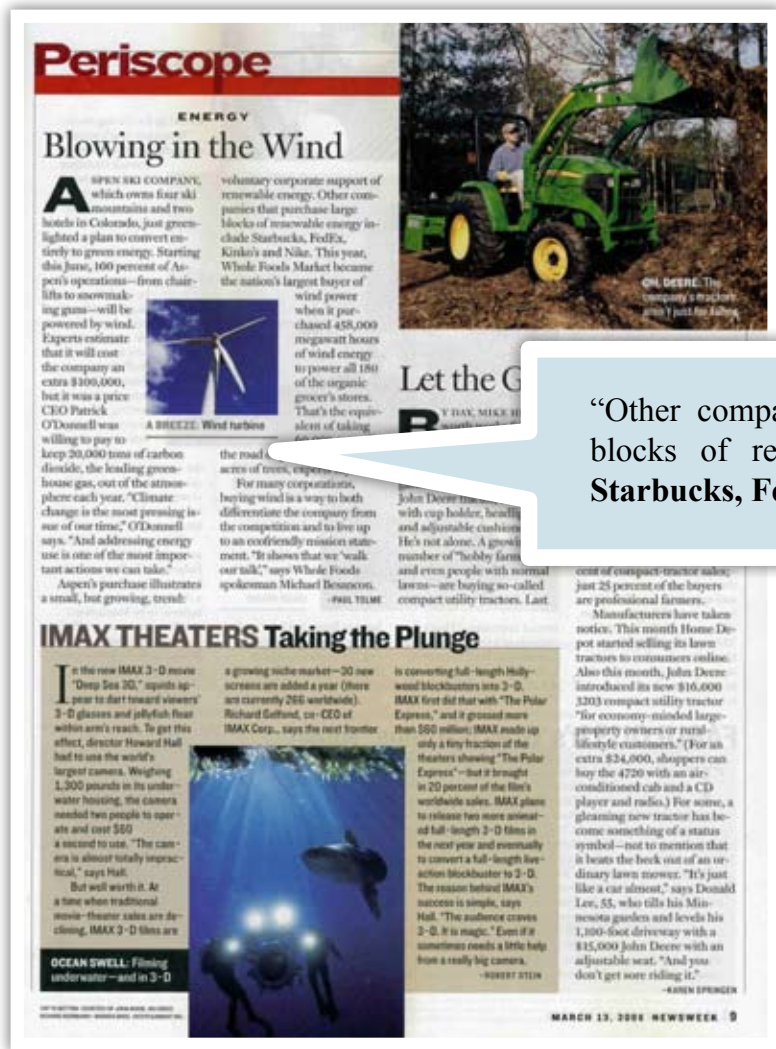 Periscope
ENERGY
Blowing in the Wind
ASPEN SKI COMPANY,
which owns four ski
mountains and two
hotels in Colorado, just green-
lighted a plan to convert en-
tirely to green energy. Starting
this June, 100 percent of As-
pen's operations—from chair-
lifts to snowmak-
ing guns—will be
powered by wind.
Experts estimate
that it will cost
the company an
extra $100,000,
but it was a price
CEO Patrick
O'Donnell was
willing to pay to
keep 20,000 tons of carbon
dioxide, the leading green-
house gas, out of the atmos-
phere each year. "Climate
change is the most pressing is-
sue of our time," O'Donnell
says. "And addressing energy
use is one of the most impor-
tant actions we can take."
Aspen's purchase illustrates
a small, but growing, trend:
voluntary corporate support of
renewable energy. Other com-
panies that purchase large
blocks of renewable energy in-
clude Starbucks, FedEx,
Kinko's and Nike. This year,
Whole Foods Market became
the nation's largest buyer of
wind power
when it pur-
chased 458,000
megawatt hours
of wind energy
to power all 180
of the organic
grocer's stores.
That's the equiv-
alent of taking
the road
acres of trees,
For many corporations,
buying wind is a way to both
differentiate the company from
the competition and to live up
to an ecofriendly mission state-
ment. "It shows that we 'walk
our talk'," says Whole Foods
spokesman Michael Besancon.
–PAUL TOLME
A BREEZE: Wind turbine
OH, DEERE: The
company's tractors
aren't just for farming
Let the G
BY DAY, MIKE
John Deere
with cup holder,
and adjustable
He's not alone. A
number of "hobby
and even people with normal
lawns—are buying so-called
compact utility tractors. Last
"Other compa
blocks of re
Starbucks, Fe
cent of compact-tractor sales;
just 25 percent of the buyers
are professional farmers.
Manufacturers have taken
notice. This month Home De-
pot started selling its lawn
tractors to consumers online.
Also this month, John Deere
introduced its new $16,000
3203 compact utility tractor
"for economy-minded large-
property owners or rural-
lifestyle customers." (For an
extra $24,000, shoppers can
buy the 4720 with an air-
conditioned cab and a CD
player and radio.) For some, a
gleaming new tractor has be-
come something of a status
symbol—not to mention that
it beats the heck out of an or-
dinary lawn mower. "It's just
like a car almost," says Donald
Lee, 55, who tills his Min-
nesota garden and levels his
1,100-foot driveway with a
$15,000 John Deere with an
adjustable seat. "And you
don't get sore riding it."
–KAREN SPRINGEN
IMAX THEATERS Taking the Plunge
In the new IMAX 3-D movie
"Deep Sea 3D," squids ap-
pear to dart toward viewers'
3-D glasses and jellyfish float
within arm's reach. To get this
effect, director Howard Hall
had to use the world's
largest camera. Weighing
1,300 pounds in its under-
water housing, the camera
needed two people to oper-
ate and cost $60
a second to use. "The cam-
era is almost totally imprac-
tical," says Hall.
But well worth it. At
a time when traditional
movie-theater sales are de-
clining, IMAX 3-D films are
a growing niche market—30 new
screens are added a year (there
are currently 266 worldwide).
Richard Gelfond, co-CEO of
IMAX Corp., says the next frontier
is converting full-length Holly-
wood blockbusters into 3-D.
IMAX first did that with "The Polar
Express," and it grossed more
than $60 million; IMAX made up
only a tiny fraction of the
theaters showing "The Polar
Express"—but it brought
in 20 percent of the film's
worldwide sales. IMAX plans
to release two more animat-
ed full-length 3-D films in
the next year and eventually
to convert a full-length live-
action blockbuster to 3-D.
The reason behind IMAX's
success is simple, says
Hall. "The audience craves
3-D. It is magic." Even if it
sometimes needs a little help
from a really big camera.
–ROBERT STEIN
OCEAN SWELL: Filming
underwater—and in 3-D
MARCH 13, 2006 NEWSWEEK 9